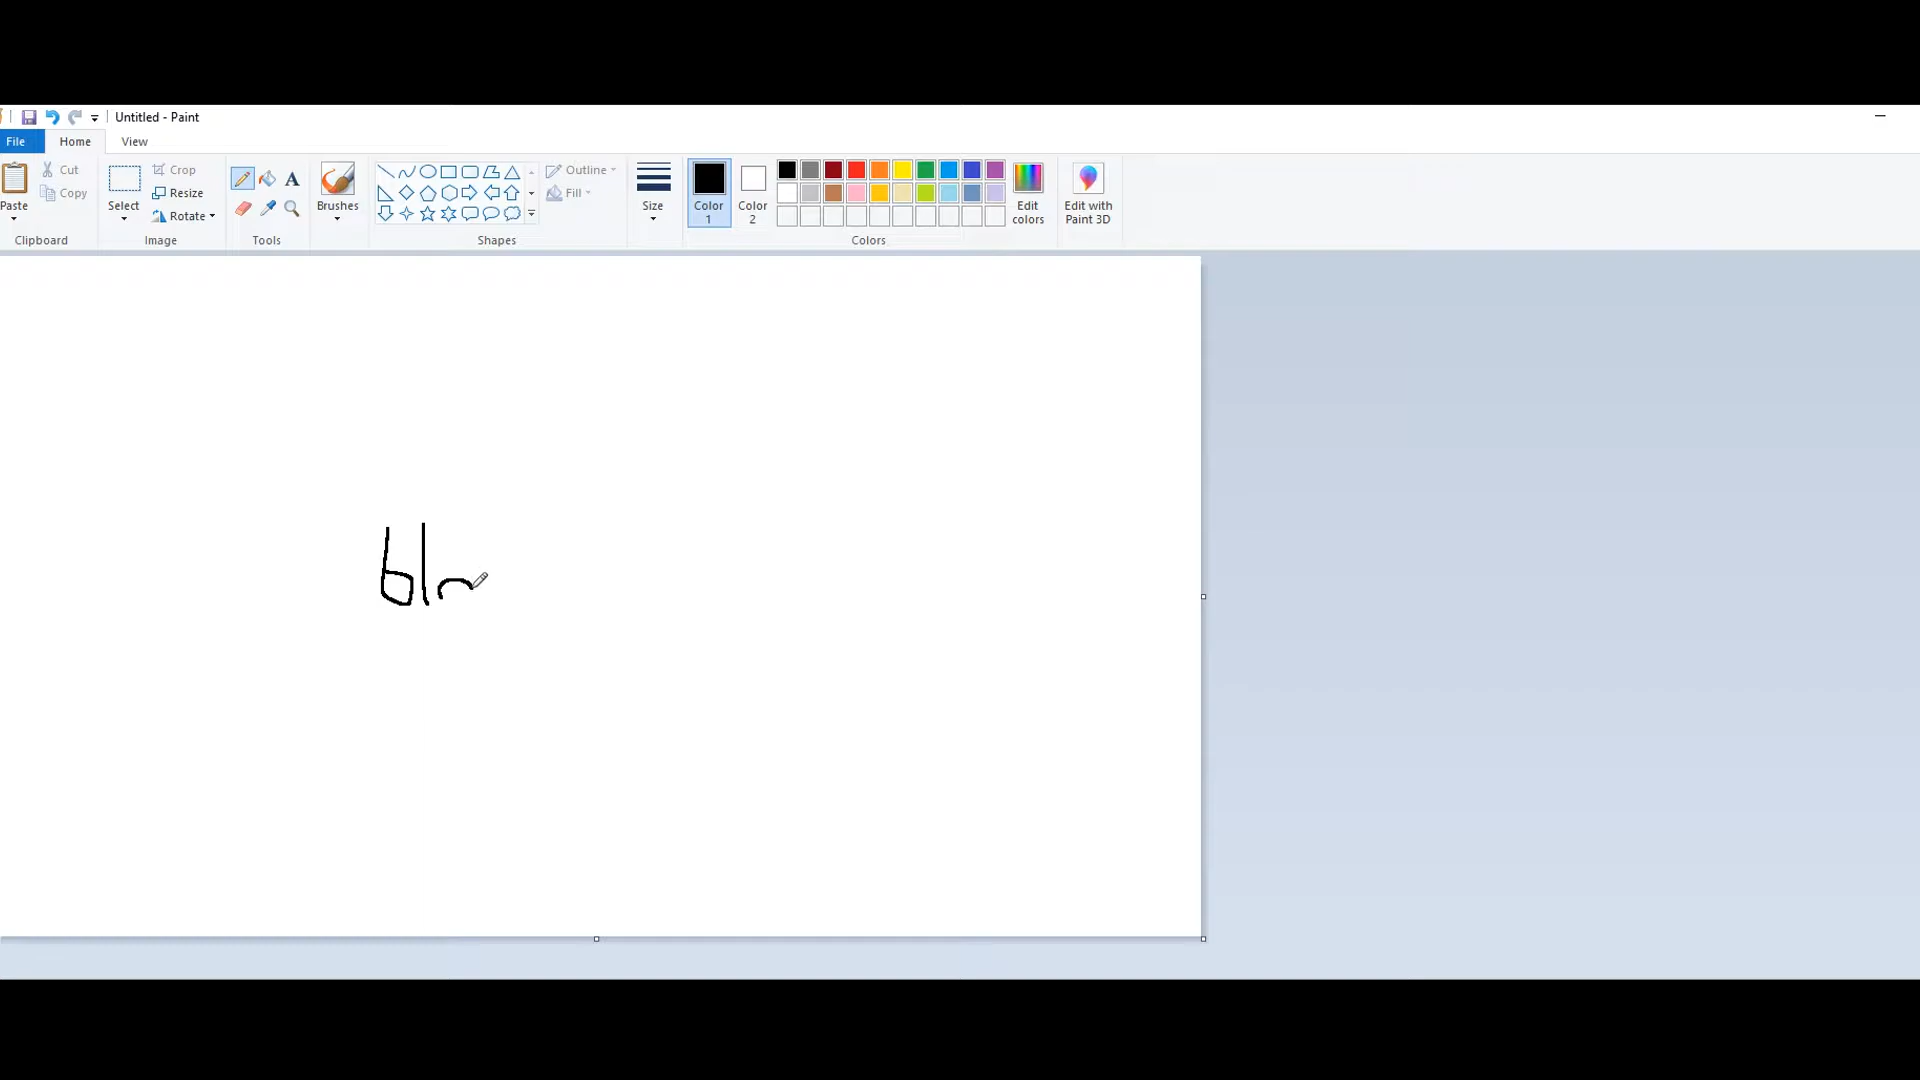 Untitled - Paint
File Home View
Cut
Copy
Paste
Clipboard
Select
Crop
Resize
Rotate
Image
A
Tools
Brushes
Outline
Fill
Shapes
Size
Color 1
Color 2
Edit colors
Colors
Edit with Paint 3D
bl